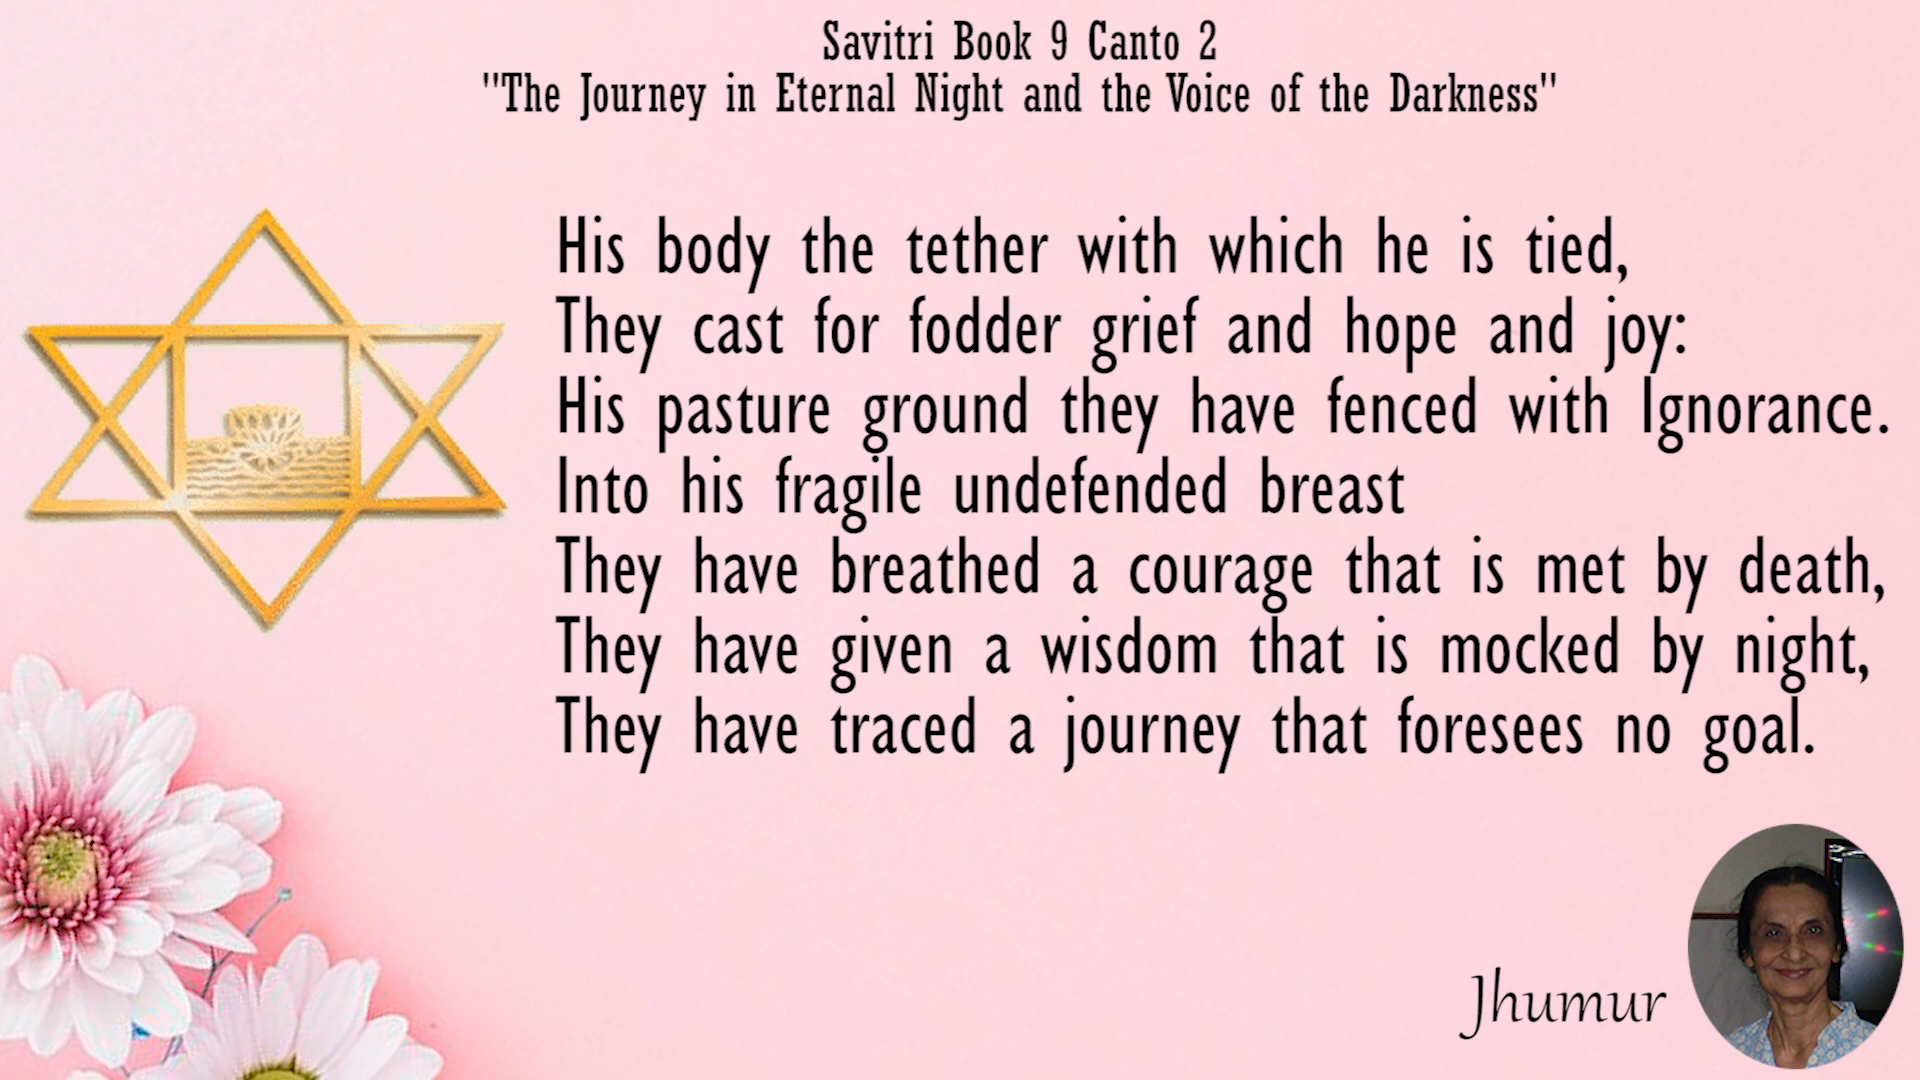 Savitri Book 9 Canto 2
"The Journey in Eternal Night and the Voice of the Darkness"
His body the tether with which he is tied,
They cast for fodder grief and hope and joy:
His pasture ground they have fenced with Ignorance.
Into his fragile undefended breast
They have breathed a courage that is met by death,
They have given a wisdom that is mocked by night,
They have traced a journey that foresees no goal.
Jhumur